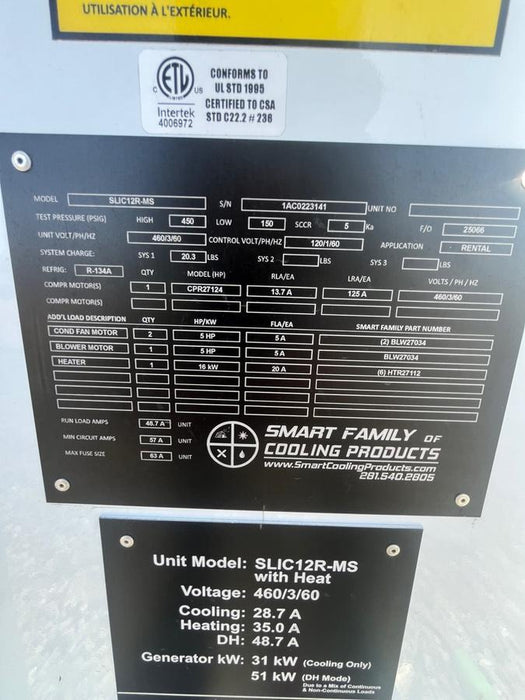 UTILISATION À L'EXTÉRIEUR.
C ETL US
Intertek
4006972
CONFORMS TO
UL STD 1995
CERTIFIED TO CSA
STD C22.2 # 236
MODEL SLIC12R-MS S/N 1AC0223141 UNIT NO
TEST PRESSURE (PSIG) HIGH 450 LOW 150 SCCR 5 Ka F/O 25066
UNIT VOLT/PH/HZ 460/3/60 CONTROL VOLT/PH/HZ 120/1/60 APPLICATION RENTAL
SYSTEM CHARGE: SYS 1 20.3 LBS SYS 2 LBS SYS 3 LBS
REFRIG: R-134A QTY MODEL (HP) RLA/EA LRA/EA VOLTS / PH / HZ
COMPR MOTOR(S) 1 CPR27124 13.7 A 125 A 460/3/60
COMPR MOTOR(S)
ADD'L LOAD DESCRIPTION QTY HP/KW FLA/EA SMART FAMILY PART NUMBER
COND FAN MOTOR 2 5 HP 5 A (2) BLW27034
BLOWER MOTOR 1 5 HP 5 A BLW27034
HEATER 1 16 kW 20 A (6) HTR27112
RUN LOAD AMPS 48.7 A UNIT
MIN CIRCUIT AMPS 57 A UNIT
MAX FUSE SIZE 63 A UNIT
SMART FAMILY OF
COOLING PRODUCTS
www.SmartCoolingProducts.com
281.540.2805
Unit Model: SLIC12R-MS
with Heat
Voltage: 460/3/60
Cooling: 28.7 A
Heating: 35.0 A
DH: 48.7 A
Generator kW: 31 kW (Cooling Only)
51 kW (DH Mode)
Due to a Mix of Continuous
& Non-Continuous Loads